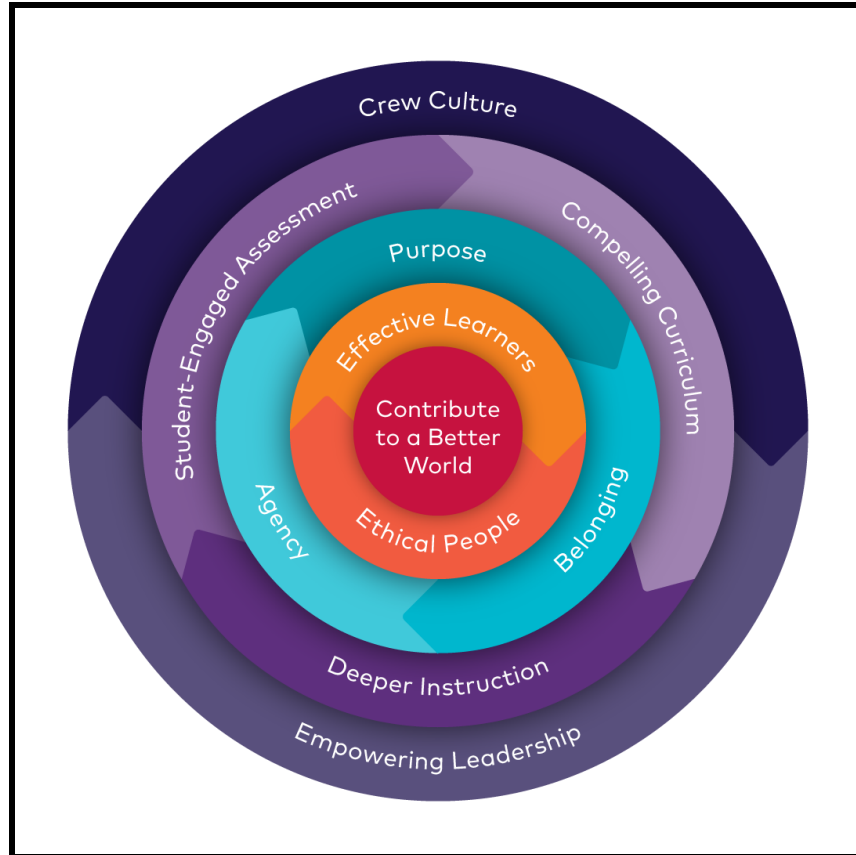 Crew Culture
Student-Engaged Assessment
Compelling Curriculum
Purpose
Effective Learners
Contribute
to a Better
World
Ethical People
Agency
Belonging
Deeper Instruction
Empowering Leadership